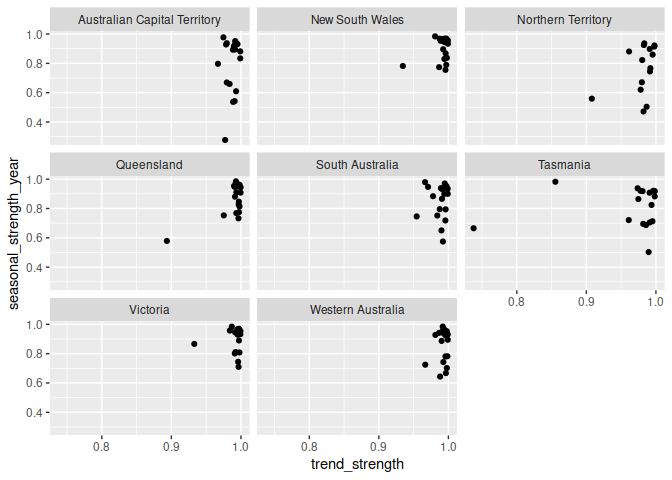 Australian Capital Territory
New South Wales
Northern Territory
1.0
0.8
0.6
0.4
Queensland
South Australia
Tasmania
1.0
0.8
0.6
0.4
0.8
0.9
1.0
Victoria
Western Australia
1.0
0.8
0.6
0.4
0.8
0.9
1.0
0.8
0.9
1.0
trend_strength
seasonal_strength_year